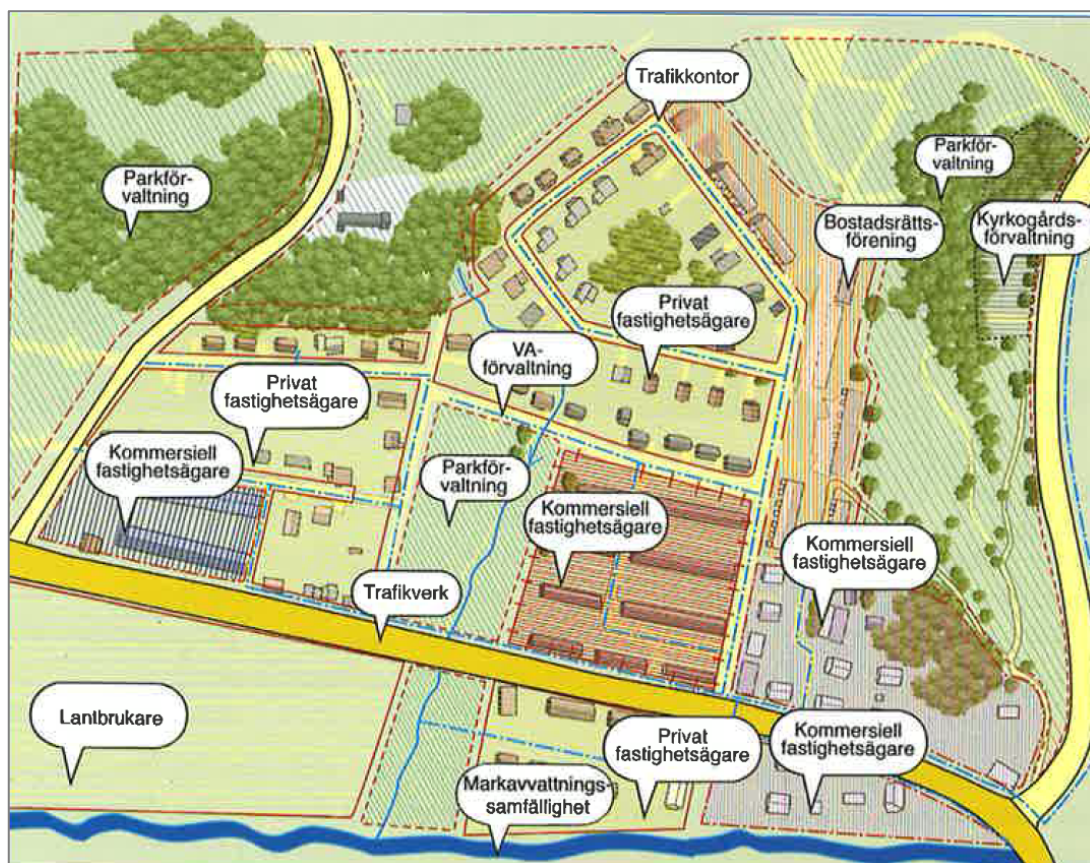 Trafikkontor
Parkför-
valtning
Parkför-
valtning
Bostadsrätts-
förening
Kyrkogårds-
förvaltning
Privat
fastighetsägare
VA-
förvaltning
Privat
fastighetsägare
Kommersiell
fastighetsägare
Parkför-
valtning
Kommersiell
fastighetsägare
Kommersiell
fastighetsägare
Trafikverk
Lantbrukare
Privat
fastighetsägare
Kommersiell
fastighetsägare
Markavvattnings-
samfällighet